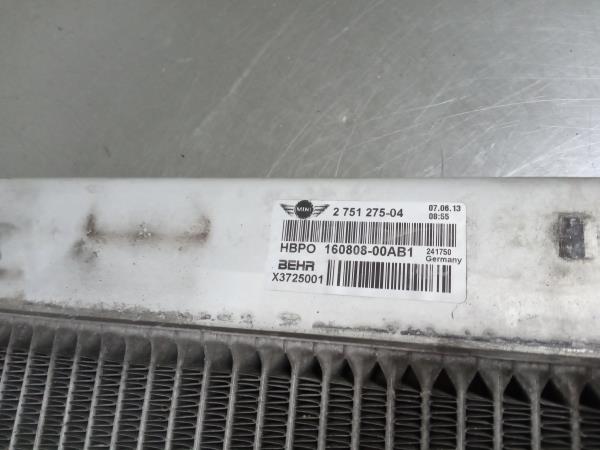 MINI 2 751 275-04 07.06.13
08:55
HBPO 160808-00AB1 241750
Germany
BEHR
X3725001